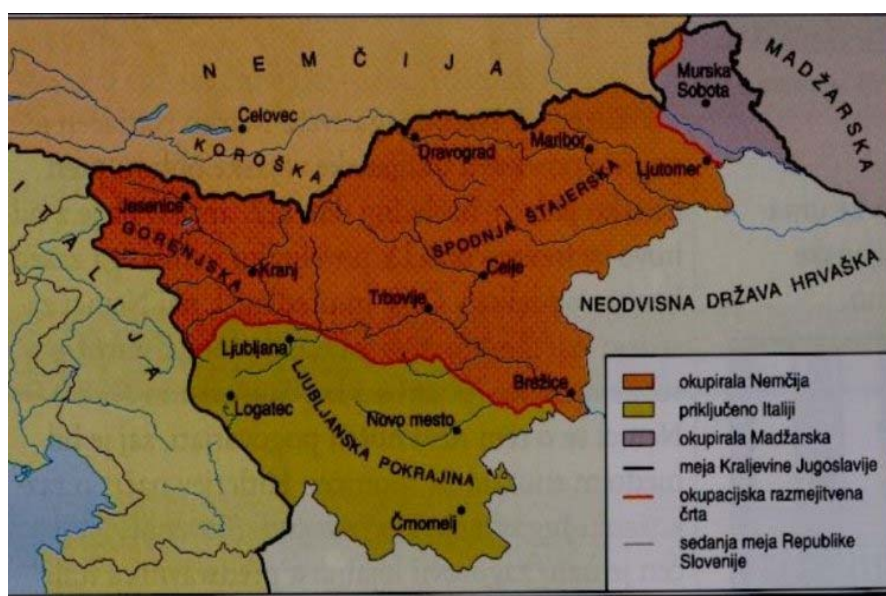 NEMČIJA
MADŽARSKA
Murska
Sobota
Celovec
KOROŠKA
Dravograd
Maribor
Ljutomer
ITALIJA
Jesenice
GORENJSKA
Kranj
SPODNJA ŠTAJERSKA
Celje
Trbovlje
NEODVISNA DRŽAVA HRVAŠKA
Ljubljana
LJUBLJANSKA POKRAJINA
Brežice
Logatec
Novo mesto
Črnomelj
okupirala Nemčija
priključeno Italiji
okupirala Madžarska
meja Kraljevine Jugoslavije
okupacijska razmejitvena
črta
sedanja meja Republike
Slovenije